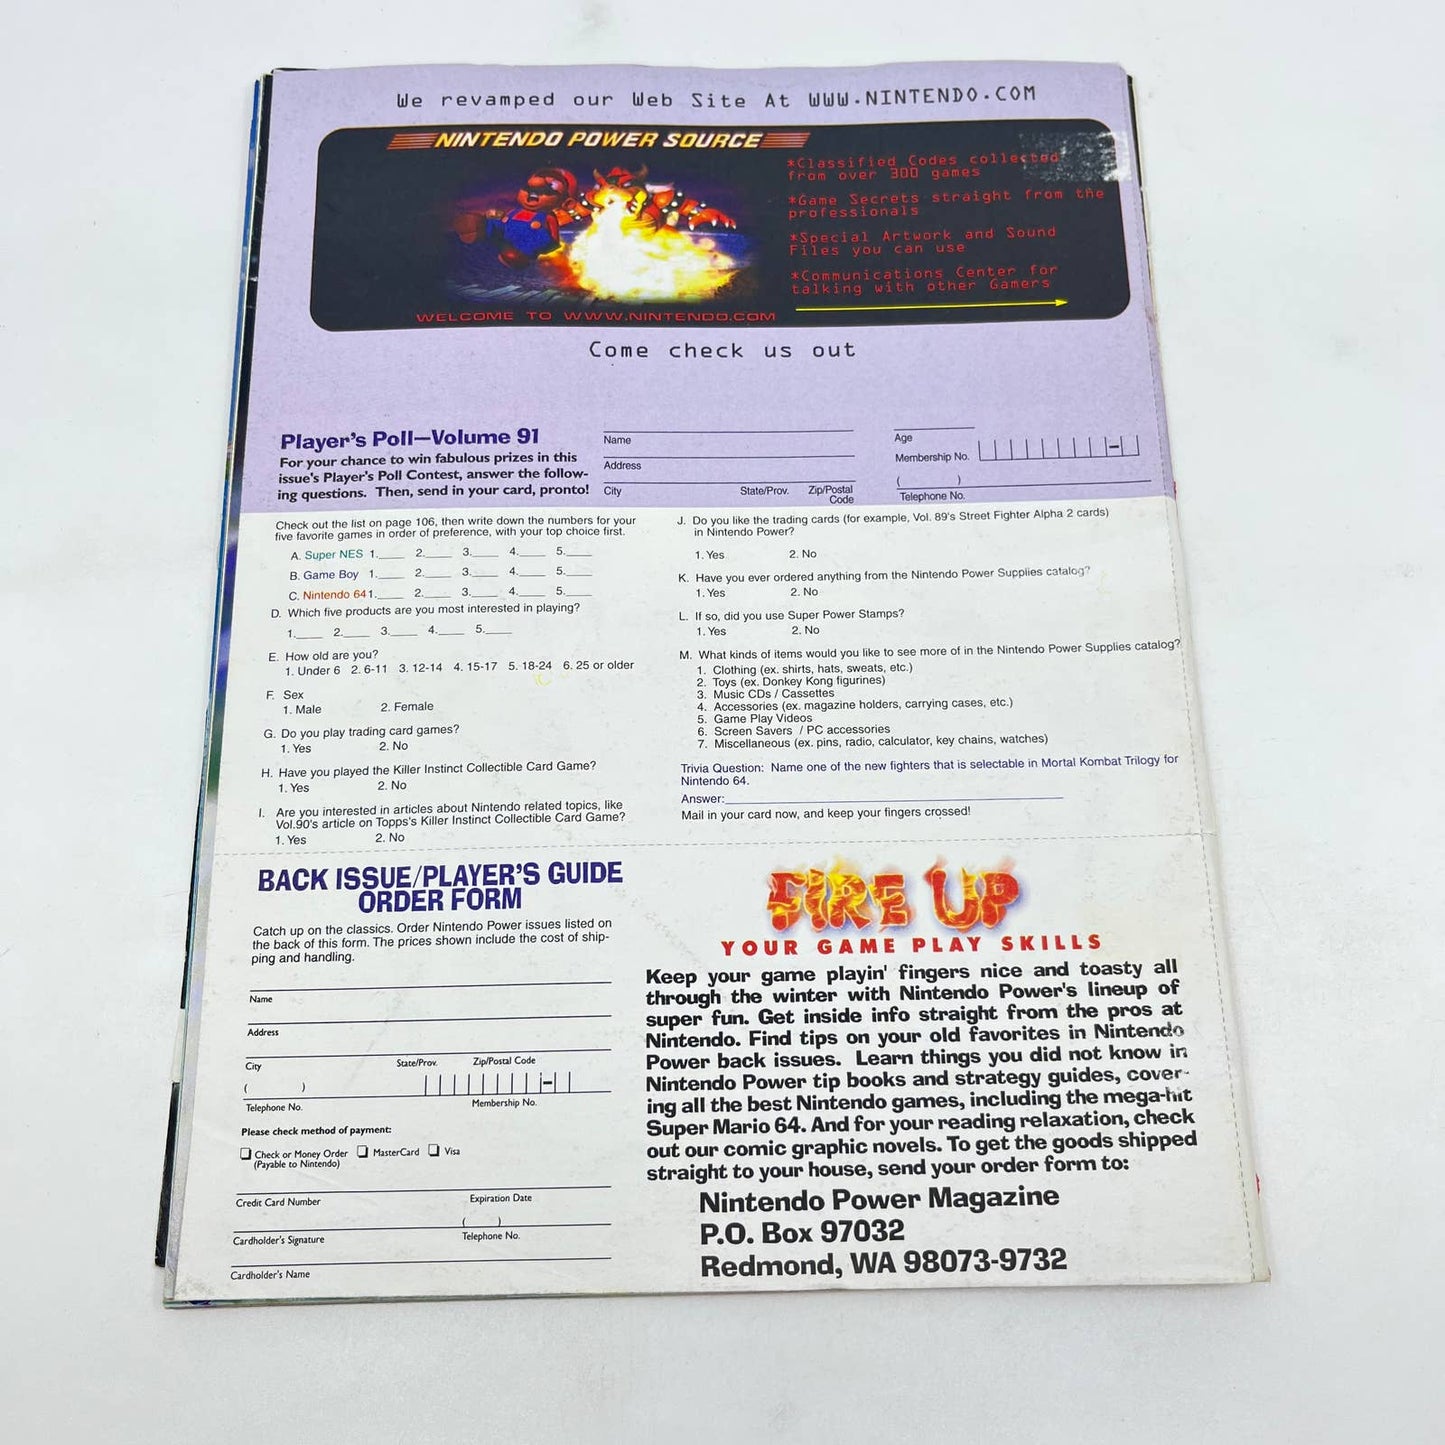 We revamped our Web Site At WWW.NINTENDO.COM
NINTENDO POWER SOURCE
*Classified Codes collected
from over 300 games
*Game Secrets straight from the
professionals
*Special Artwork and Sound
Files you can use
*Communications Center for
talking with other Gamers
WELCOME TO WWW.NINTENDO.COM
Come check us out
Player's Poll—Volume 91
For your chance to win fabulous prizes in this
issue's Player's Poll Contest, answer the follow-
ing questions. Then, send in your card, pronto!
Name
Address
City State/Prov. Zip/Postal
Code
Age
Membership No.
( )
Telephone No.
Check out the list on page 106, then write down the numbers for your
five favorite games in order of preference, with your top choice first.
A. Super NES 1.____ 2.____ 3.____ 4.____ 5.____
B. Game Boy 1.____ 2.____ 3.____ 4.____ 5.____
C. Nintendo 64 1.____ 2.____ 3.____ 4.____ 5.____
D. Which five products are you most interested in playing?
1.____ 2.____ 3.____ 4.____ 5.____
E. How old are you?
1. Under 6 2. 6-11 3. 12-14 4. 15-17 5. 18-24 6. 25 or older
F. Sex
1. Male 2. Female
G. Do you play trading card games?
1. Yes 2. No
H. Have you played the Killer Instinct Collectible Card Game?
1. Yes 2. No
I. Are you interested in articles about Nintendo related topics, like
Vol.90's article on Topps's Killer Instinct Collectible Card Game?
1. Yes 2. No
J. Do you like the trading cards (for example, Vol. 89's Street Fighter Alpha 2 cards)
in Nintendo Power?
1. Yes 2. No
K. Have you ever ordered anything from the Nintendo Power Supplies catalog?
1. Yes 2. No
L. If so, did you use Super Power Stamps?
1. Yes 2. No
M. What kinds of items would you like to see more of in the Nintendo Power Supplies catalog?
1. Clothing (ex. shirts, hats, sweats, etc.)
2. Toys (ex. Donkey Kong figurines)
3. Music CDs / Cassettes
4. Accessories (ex. magazine holders, carrying cases, etc.)
5. Game Play Videos
6. Screen Savers / PC accessories
7. Miscellaneous (ex. pins, radio, calculator, key chains, watches)
Trivia Question: Name one of the new fighters that is selectable in Mortal Kombat Trilogy for
Nintendo 64.
Answer:____
Mail in your card now, and keep your fingers crossed!
BACK ISSUE/PLAYER'S GUIDE
ORDER FORM
Catch up on the classics. Order Nintendo Power issues listed on
the back of this form. The prices shown include the cost of ship-
ping and handling.
Name
Address
City State/Prov. Zip/Postal Code
( )
Telephone No. Membership No.
Please check method of payment:
❏ Check or Money Order ❏ MasterCard ❏ Visa
(Payable to Nintendo)
Credit Card Number Expiration Date
( )
Cardholder's Signature Telephone No.
Cardholder's Name
FIRE UP
YOUR GAME PLAY SKILLS
Keep your game playin' fingers nice and toasty all
through the winter with Nintendo Power's lineup of
super fun. Get inside info straight from the pros at
Nintendo. Find tips on your old favorites in Nintendo
Power back issues. Learn things you did not know in
Nintendo Power tip books and strategy guides, cover-
ing all the best Nintendo games, including the mega-hit
Super Mario 64. And for your reading relaxation, check
out our comic graphic novels. To get the goods shipped
straight to your house, send your order form to:
Nintendo Power Magazine
P.O. Box 97032
Redmond, WA 98073-9732